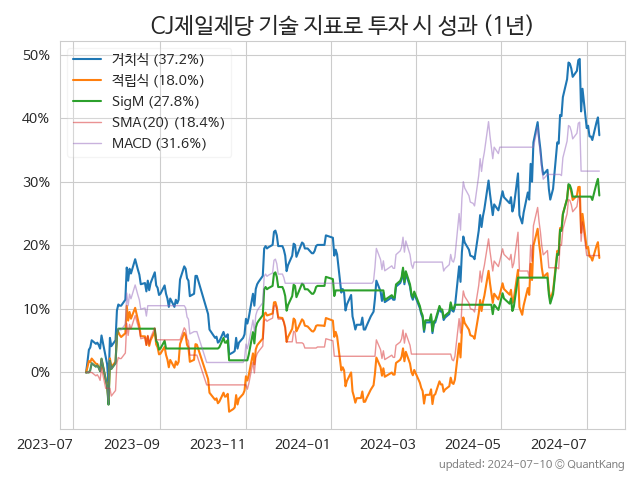 CJ제일제당 기술 지표로 투자 시 성과 (1년)
거치식 (37.2%)
적립식 (18.0%)
SigM (27.8%)
SMA(20) (18.4%)
MACD (31.6%)
50%
40%
30%
20%
10%
0%
2023-07 2023-09 2023-11 2024-01 2024-03 2024-05 2024-07
updated: 2024-07-10 © QuantKang